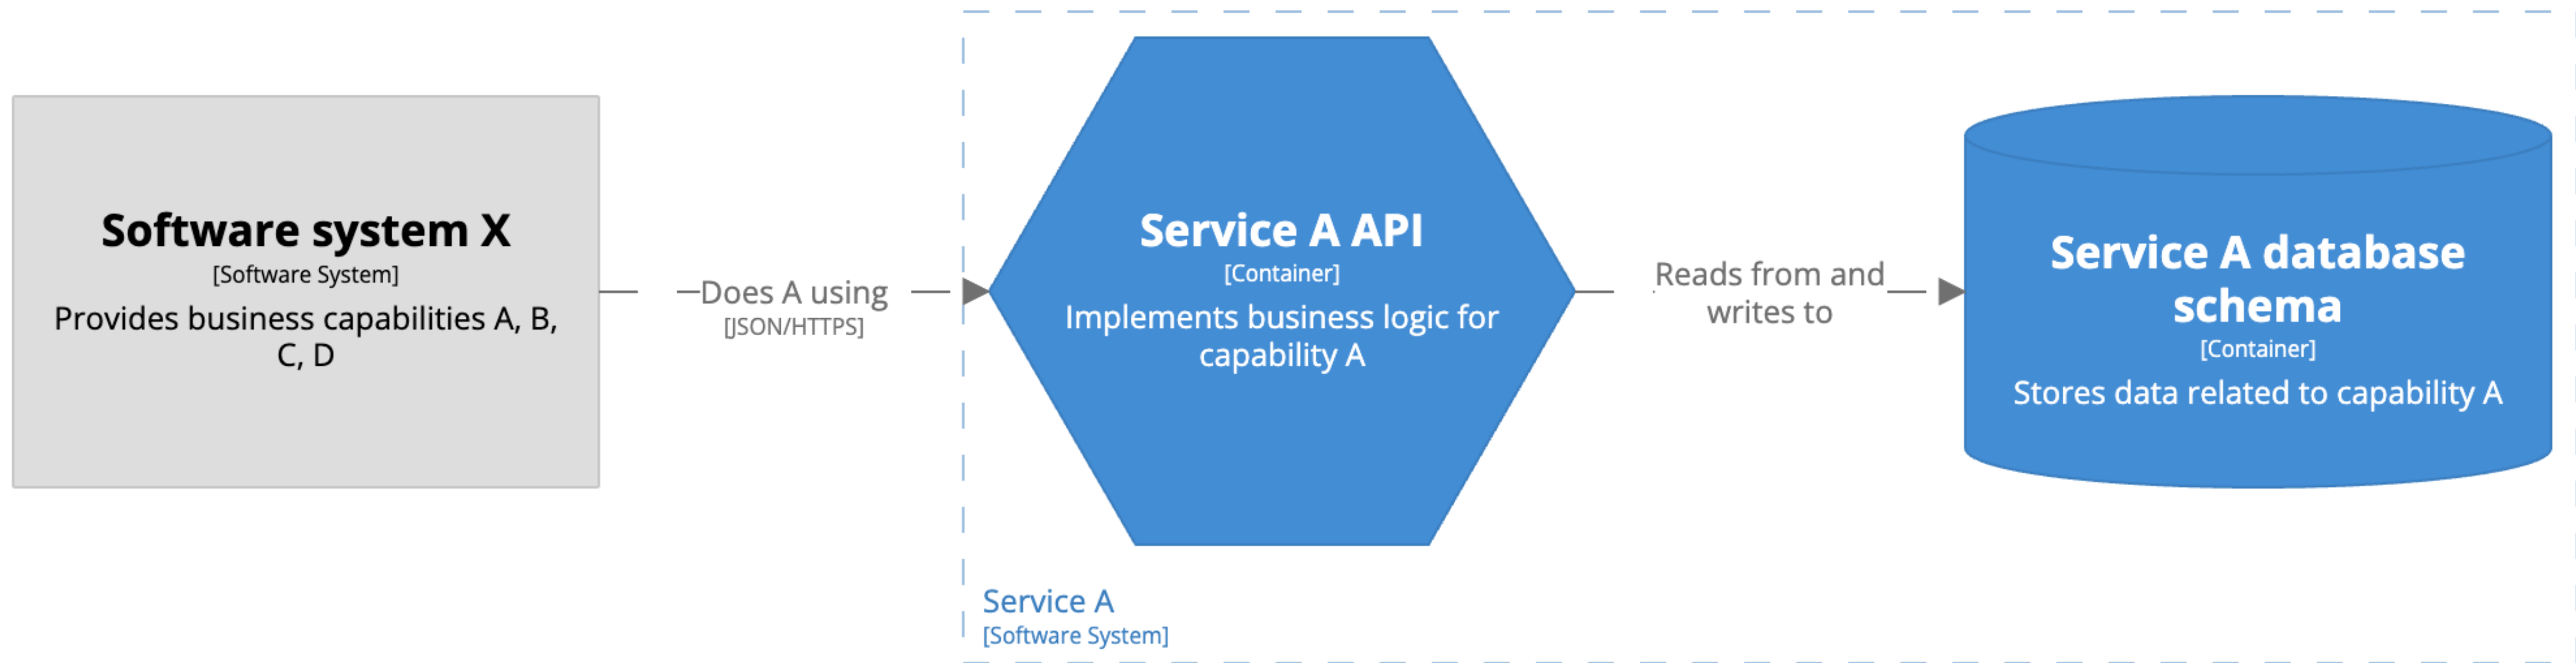 Software system X
[Software System]
Provides business capabilities A, B,
C, D
Does A using
[JSON/HTTPS]
Service A API
[Container]
Implements business logic for
capability A
Reads from and
writes to
Service A database
schema
[Container]
Stores data related to capability A
Service A
[Software System]